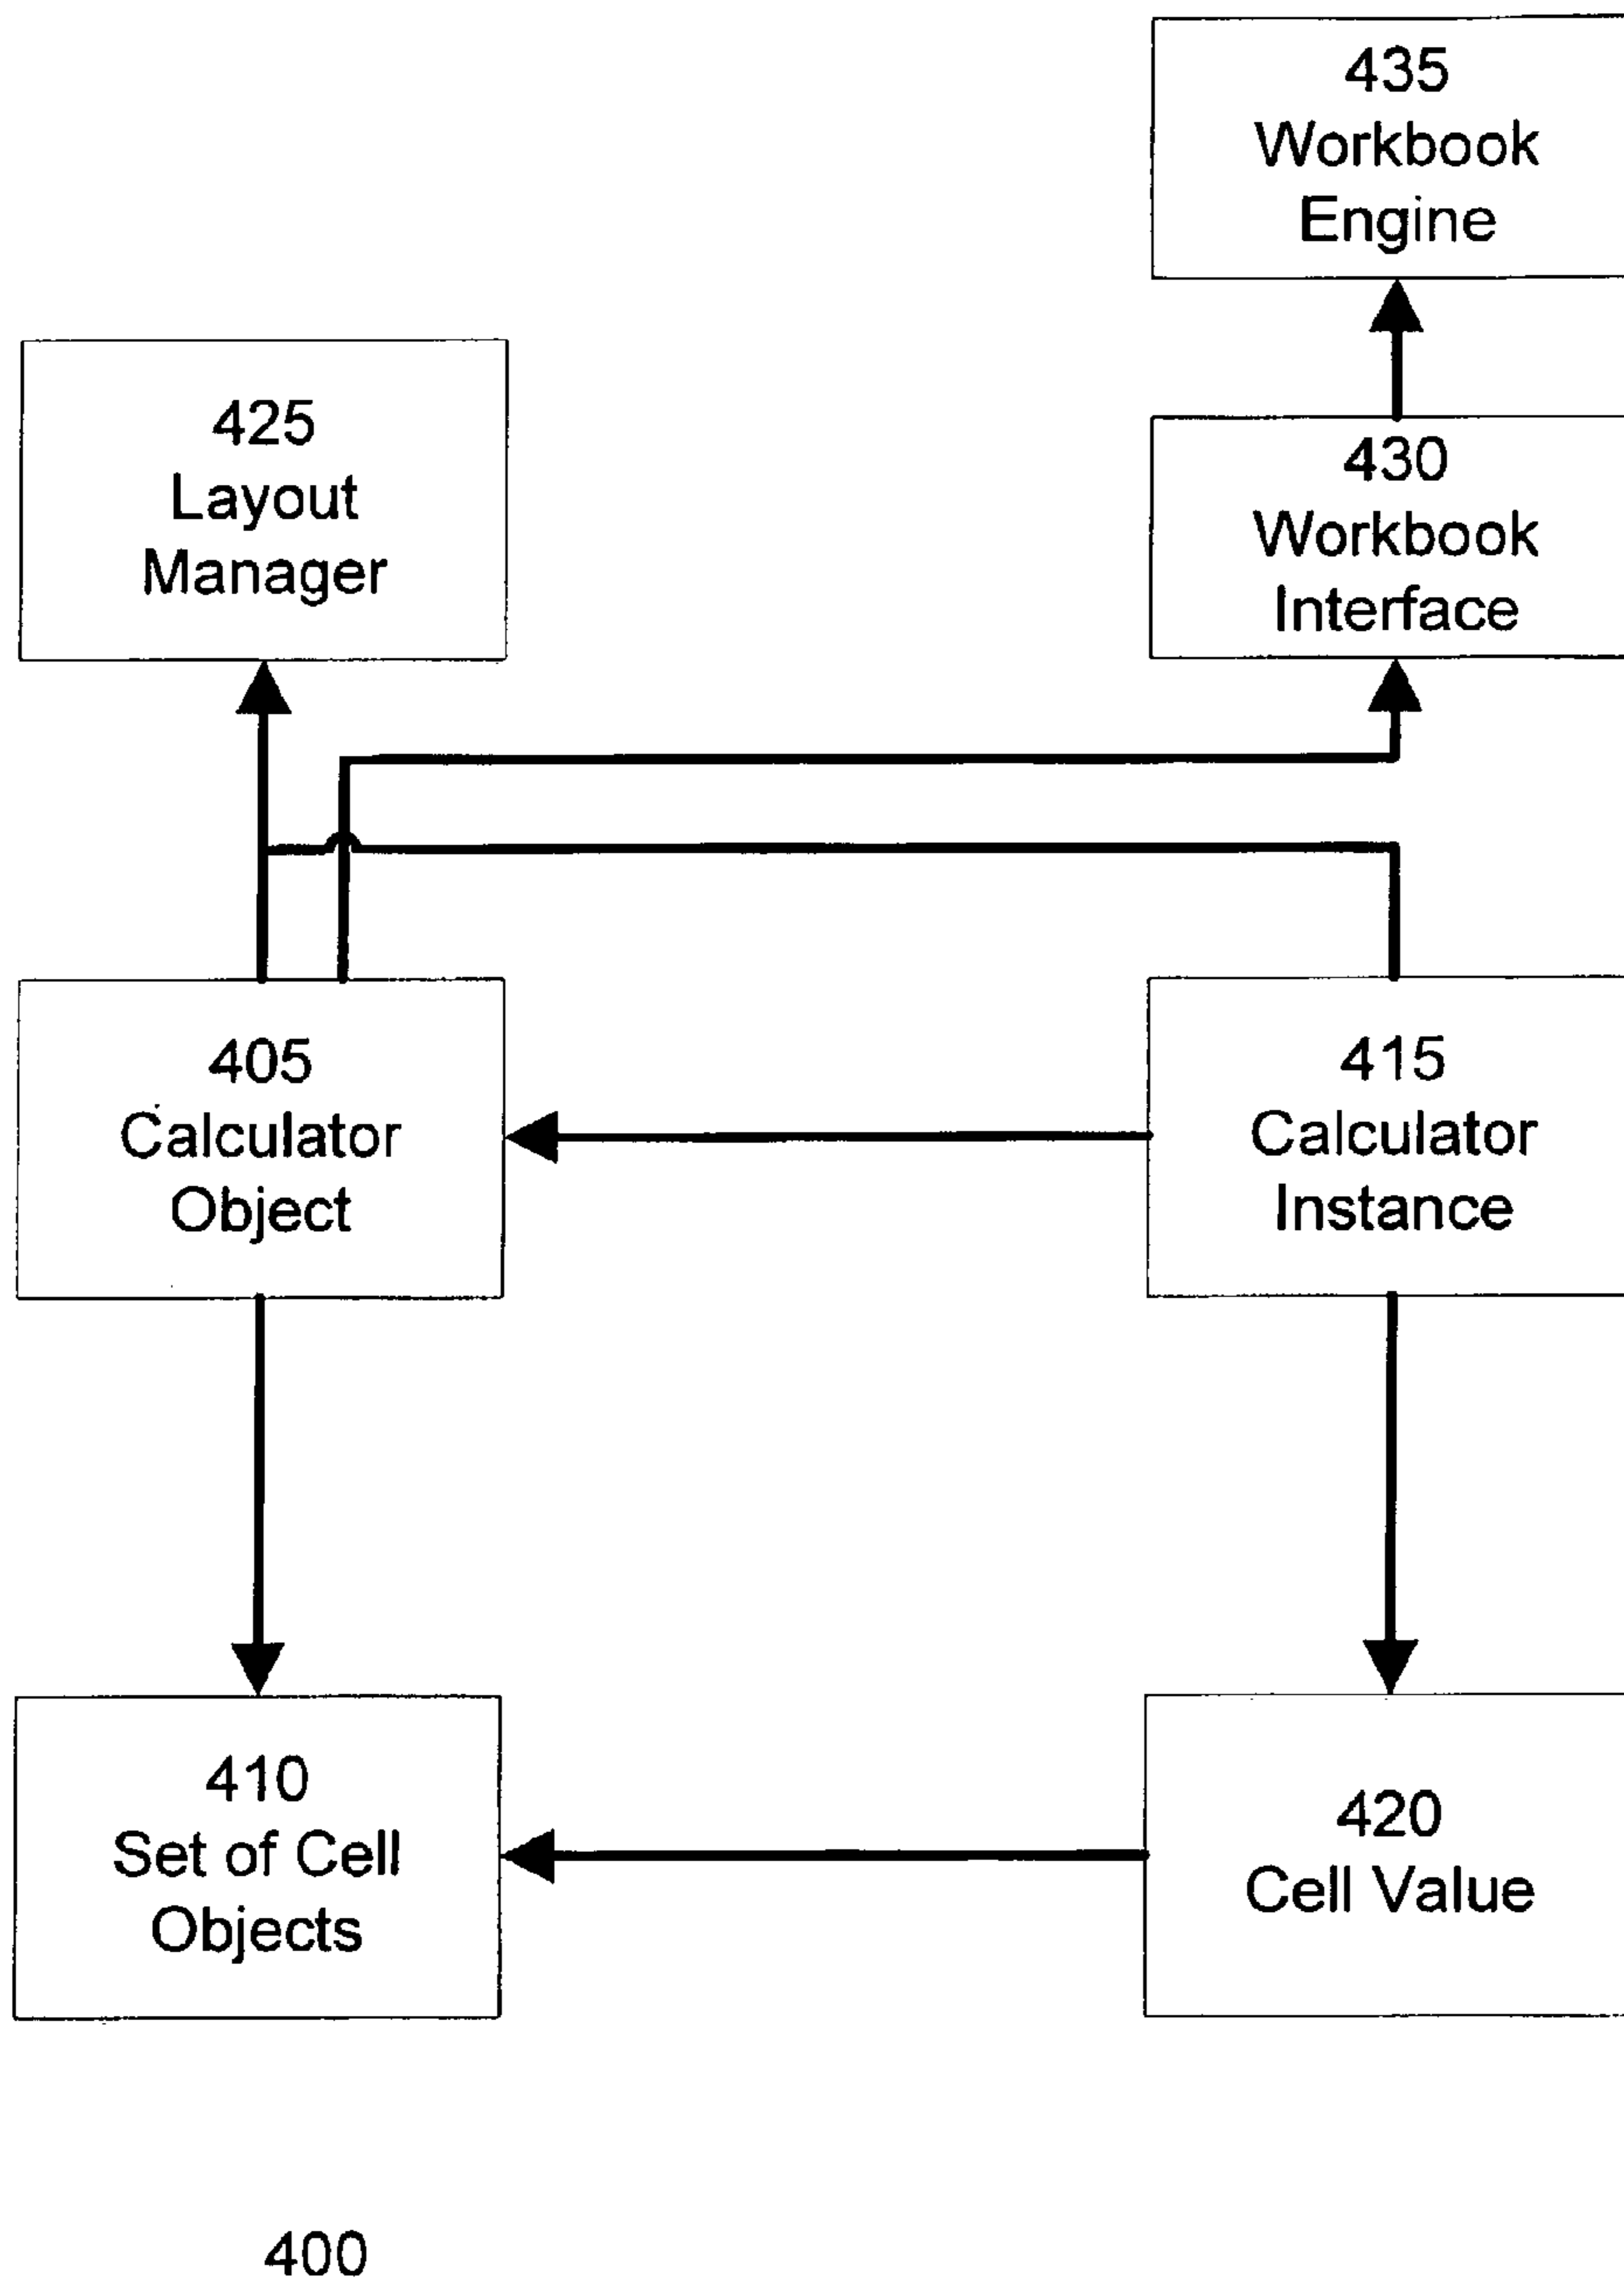 435
Workbook
Engine
425
Layout
Manager
430
Workbook
Interface
405
Calculator
Object
415
Calculator
Instance
410
Set of Cell
Objects
420
Cell Value
400